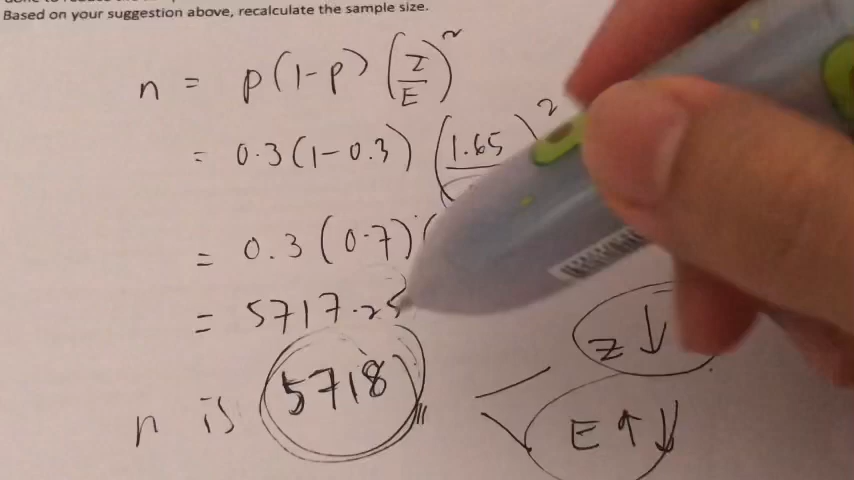 Based on your suggestion above, recalculate the sample size.
n = p(1-p) (Z/E)²
= 0.3(1-0.3) (1.65)²
= 0.3(0.7)(
= 5717.25
n is 5718
Z↓
E↑↓